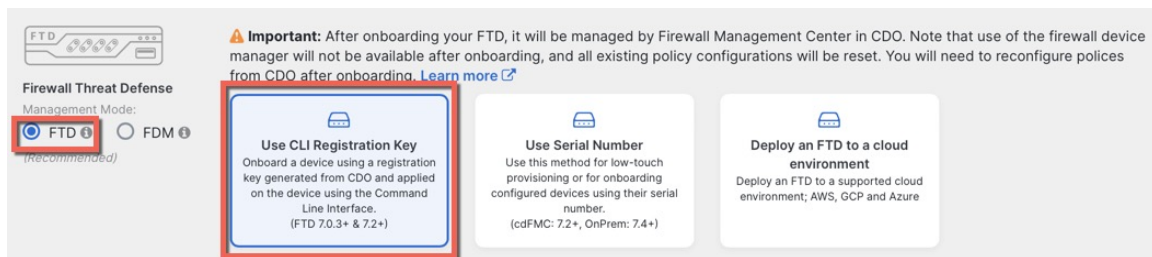 FTD
Firewall Threat Defense
Management Mode:
FTD
FDM
(Recommended)
Important: After onboarding your FTD, it will be managed by Firewall Management Center in CDO. Note that use of the firewall device
manager will not be available after onboarding, and all existing policy configurations will be reset. You will need to reconfigure polices
from CDO after onboarding. Learn more
Use CLI Registration Key
Onboard a device using a registration
key generated from CDO and applied
on the device using the Command
Line Interface.
(FTD 7.0.3+ & 7.2+)
Use Serial Number
Use this method for low-touch
provisioning or for onboarding
configured devices using their serial
number.
(cdFMC: 7.2+, OnPrem: 7.4+)
Deploy an FTD to a cloud
environment
Deploy an FTD to a supported cloud
environment; AWS, GCP and Azure